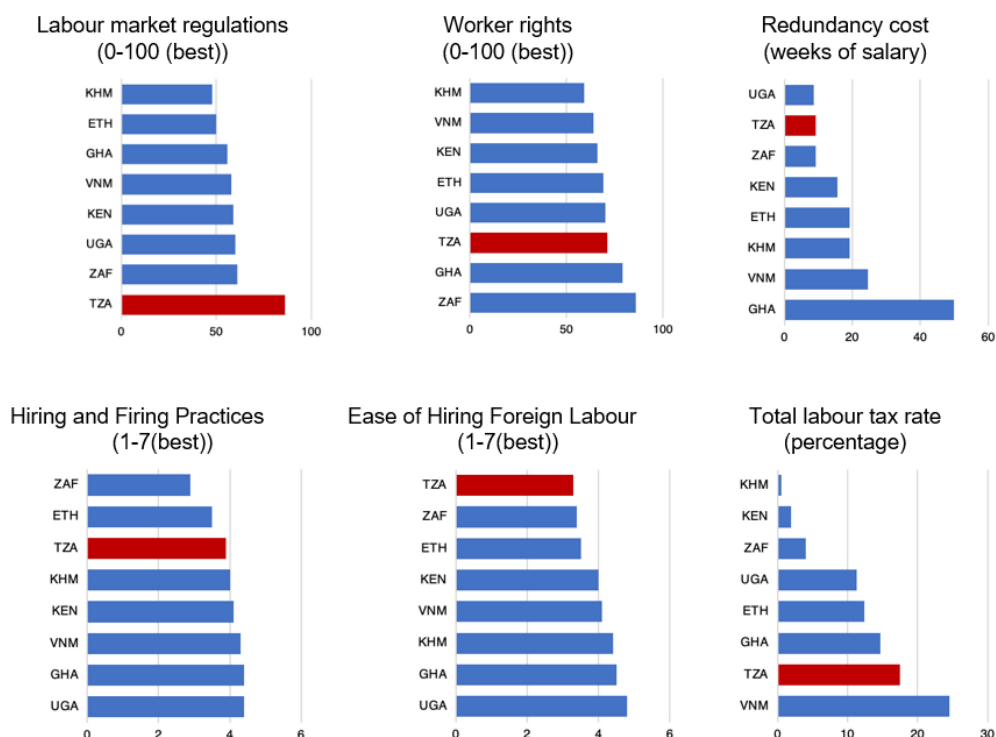 Labour market regulations
(0-100 (best))
KHM
ETH
GHA
VNM
KEN
UGA
ZAF
TZA
0 50 100
Worker rights
(0-100 (best))
KHM
VNM
KEN
ETH
UGA
TZA
GHA
ZAF
0 50 100
Redundancy cost
(weeks of salary)
UGA
TZA
ZAF
KEN
ETH
KHM
VNM
GHA
0 20 40 60
Hiring and Firing Practices
(1-7(best))
ZAF
ETH
TZA
KHM
KEN
VNM
GHA
UGA
0 2 4 6
Ease of Hiring Foreign Labour
(1-7(best))
TZA
ZAF
ETH
KEN
VNM
KHM
GHA
UGA
0 2 4 6
Total labour tax rate
(percentage)
KHM
KEN
ZAF
UGA
ETH
GHA
TZA
VNM
0 10 20 30